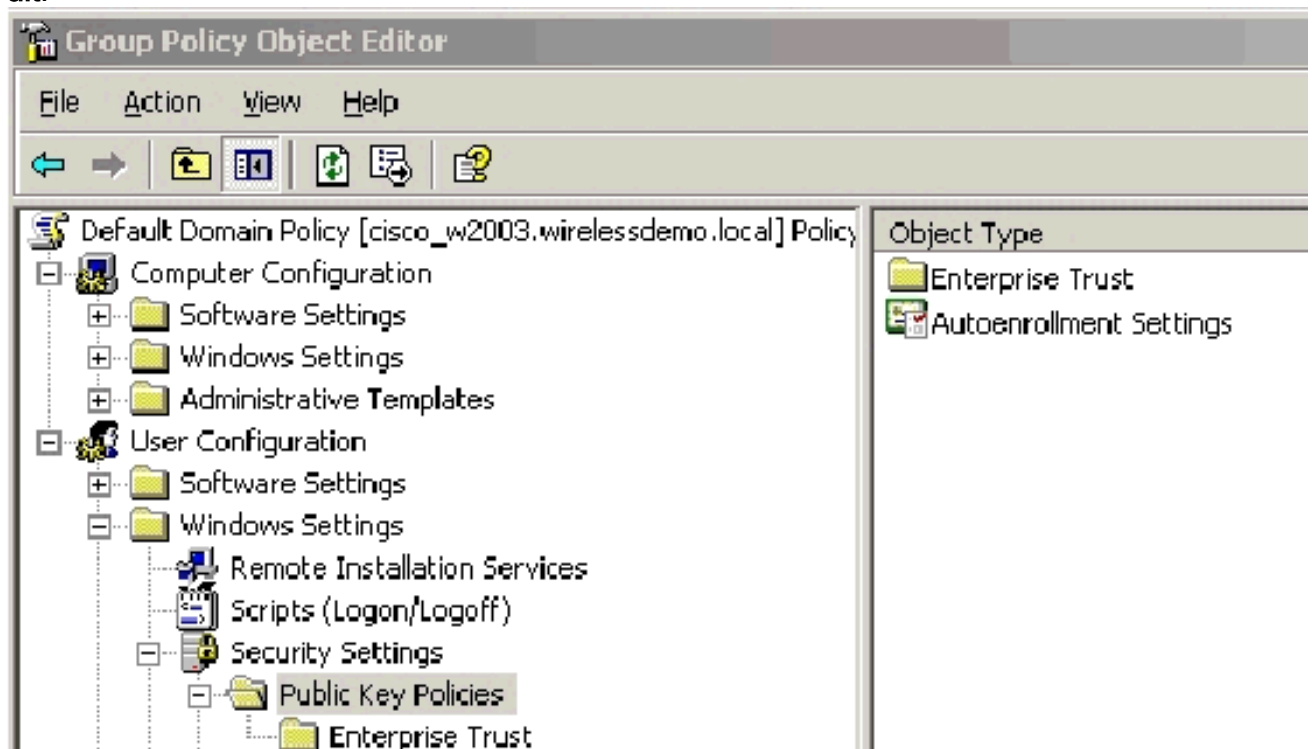 Group Policy Object Editor
File Action View Help
Default Domain Policy [cisco_w2003.wirelessdemo.local] Policy
Computer Configuration
Software Settings
Windows Settings
Administrative Templates
User Configuration
Software Settings
Windows Settings
Remote Installation Services
Scripts (Logon/Logoff)
Security Settings
Public Key Policies
Enterprise Trust
Object Type
Enterprise Trust
Autoenrollment Settings